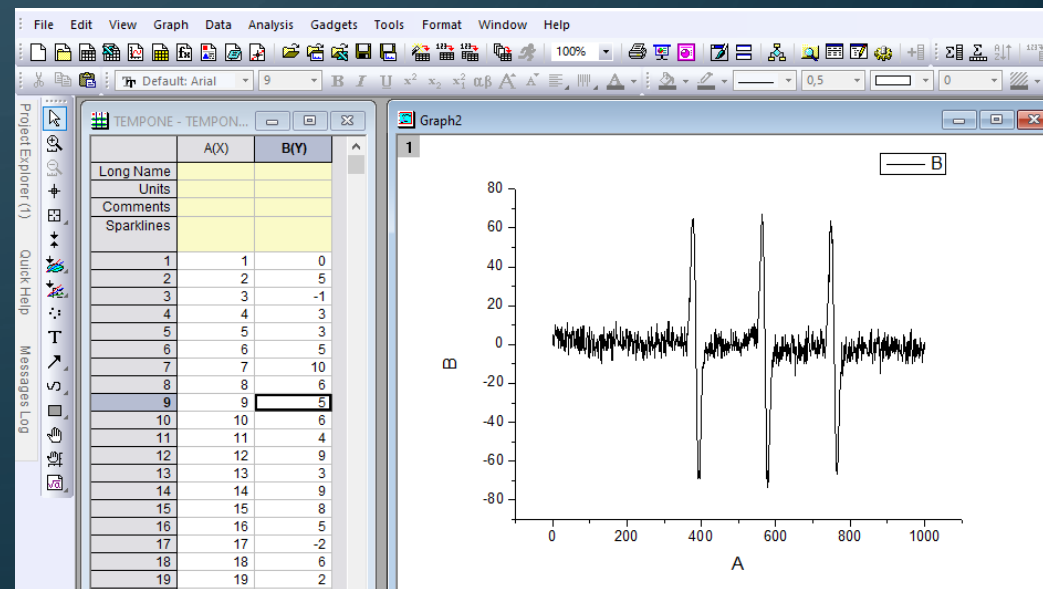 File Edit View Graph Data Analysis Gadgets Tools Format Window Help
100%
Default: Arial 9 B I U x² x₂ x₁² αβ A A A 0,5 0
Project Explorer (1)
Quick Help
Messages Log
T
TEMPONE - TEMPON...
A(X) B(Y)
Long Name
Units
Comments
Sparklines
1 1 0
2 2 5
3 3 -1
4 4 3
5 5 3
6 6 5
7 7 10
8 8 6
9 9 5
10 10 6
11 11 4
12 12 9
13 13 3
14 14 9
15 15 8
16 16 5
17 17 -2
18 18 6
19 19 2
Graph2
1
B
80
60
40
20
0
-20
-40
-60
-80
B
0 200 400 600 800 1000
A